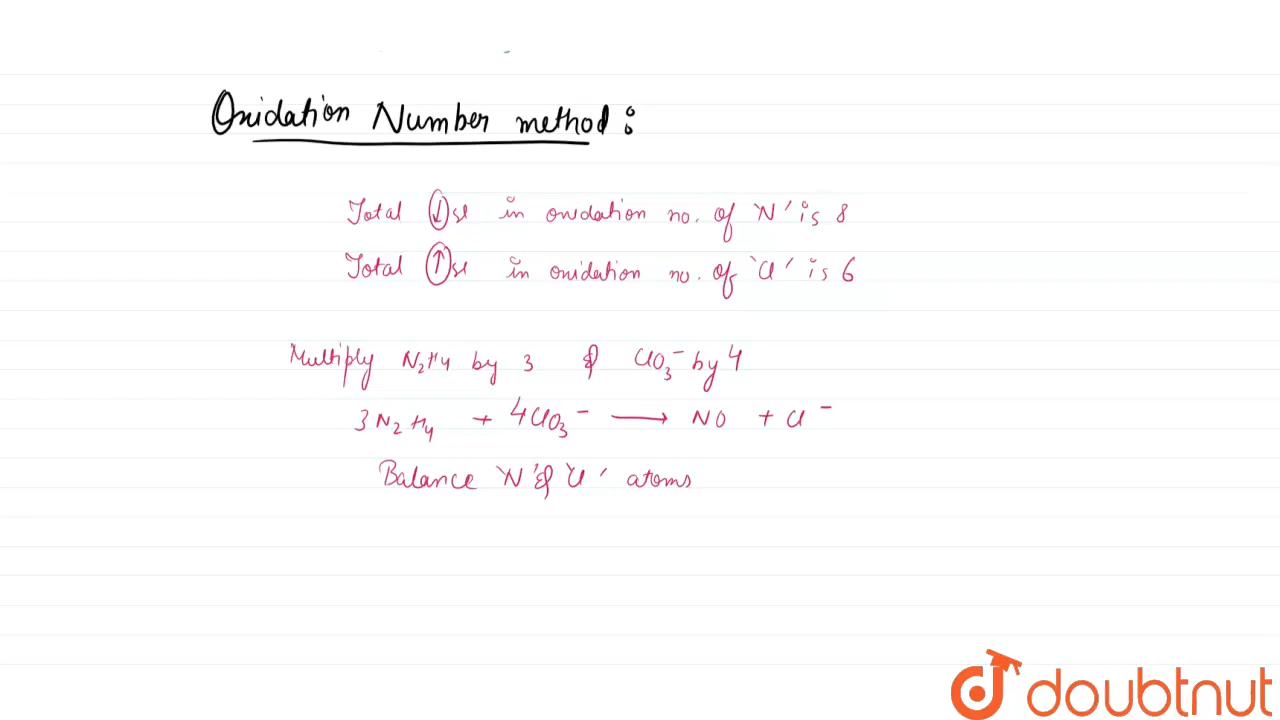 Oxidation Number method:
Total ↓se in oxidation no. of 'N' is 8
Total ↑se in oxidation no. of 'Cl' is 6
Multiply N₂H₄ by 3 & ClO₃⁻ by 4
3N₂H₄ + 4ClO₃⁻ ⟶ NO + Cl⁻
Balance 'N' & 'Cl' atoms
doubtnut